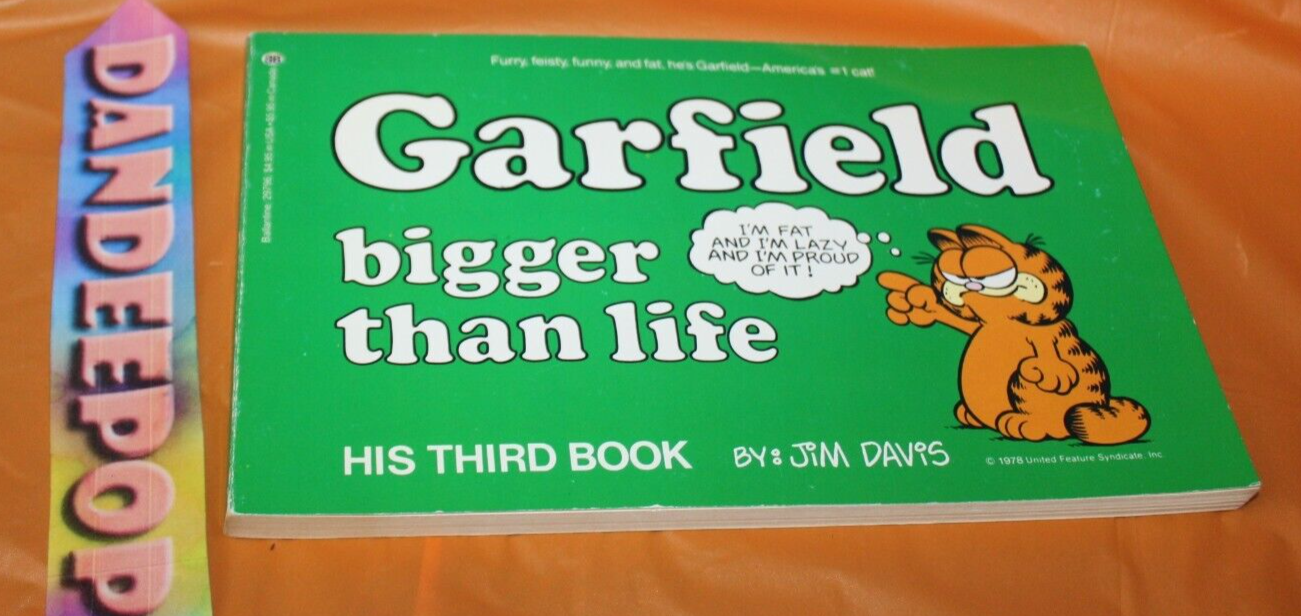 DANDEEPOP
Furry, feisty, funny, and fat, he's Garfield—America's #1 cat!
Garfield
bigger
than life
I'M FAT
AND I'M LAZY
AND I'M PROUD
OF IT!
HIS THIRD BOOK
BY: JIM DAVIS
© 1978 United Feature Syndicate, Inc.